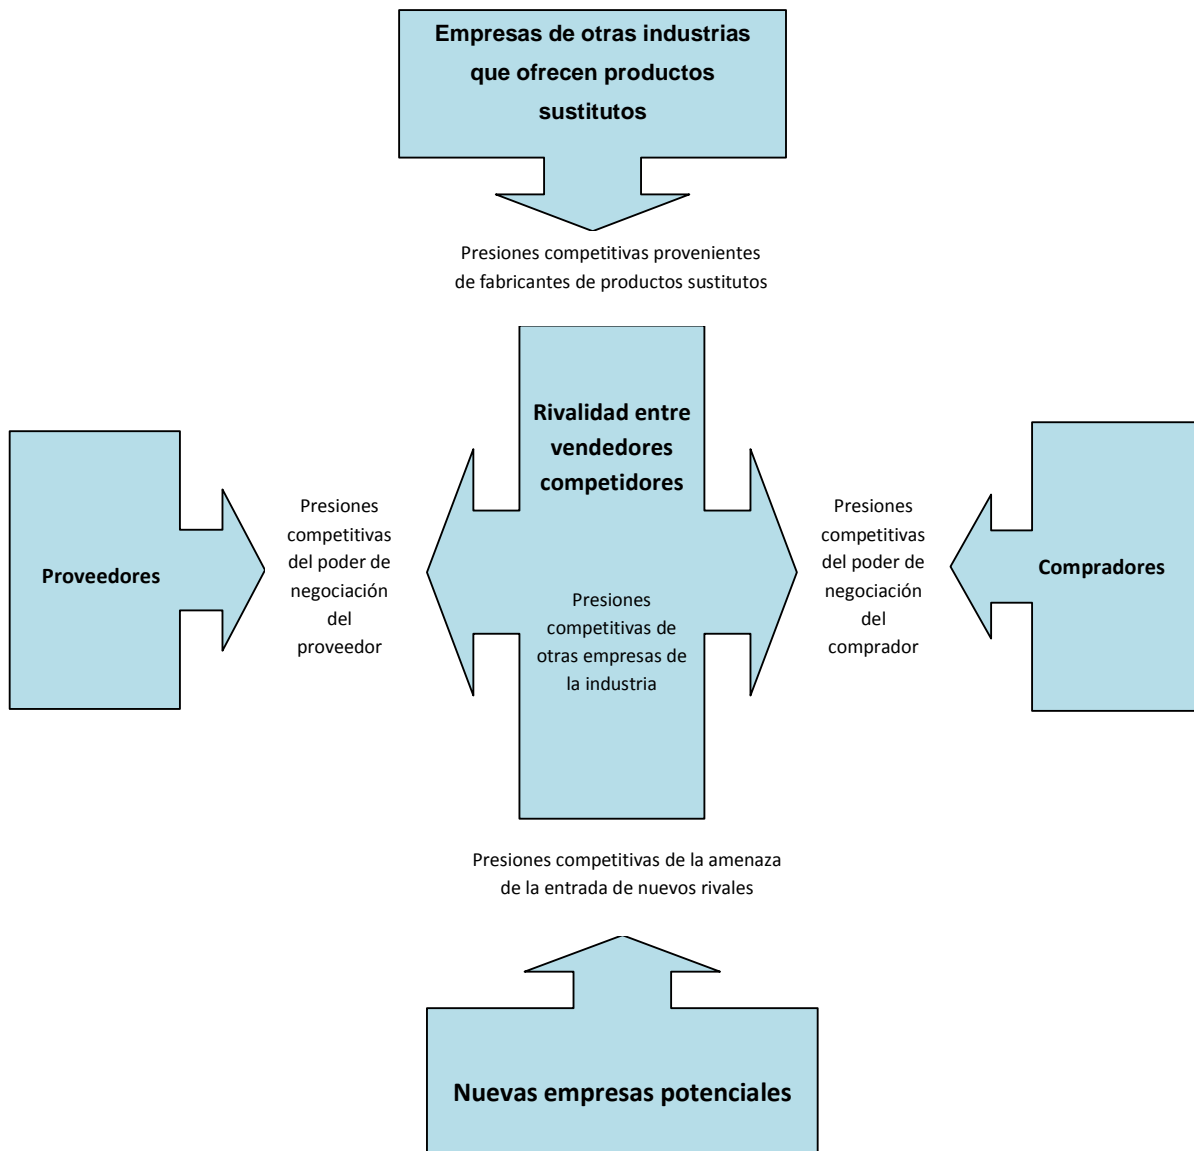 Empresas de otras industrias
que ofrecen productos
sustitutos
Presiones competitivas provenientes
de fabricantes de productos sustitutos
Rivalidad entre
vendedores
competidores
Proveedores
Presiones
competitivas
del poder de
negociación
del
proveedor
Presiones
competitivas de
otras empresas de
la industria
Presiones
competitivas
del poder de
negociación
del
comprador
Compradores
Presiones competitivas de la amenaza
de la entrada de nuevos rivales
Nuevas empresas potenciales